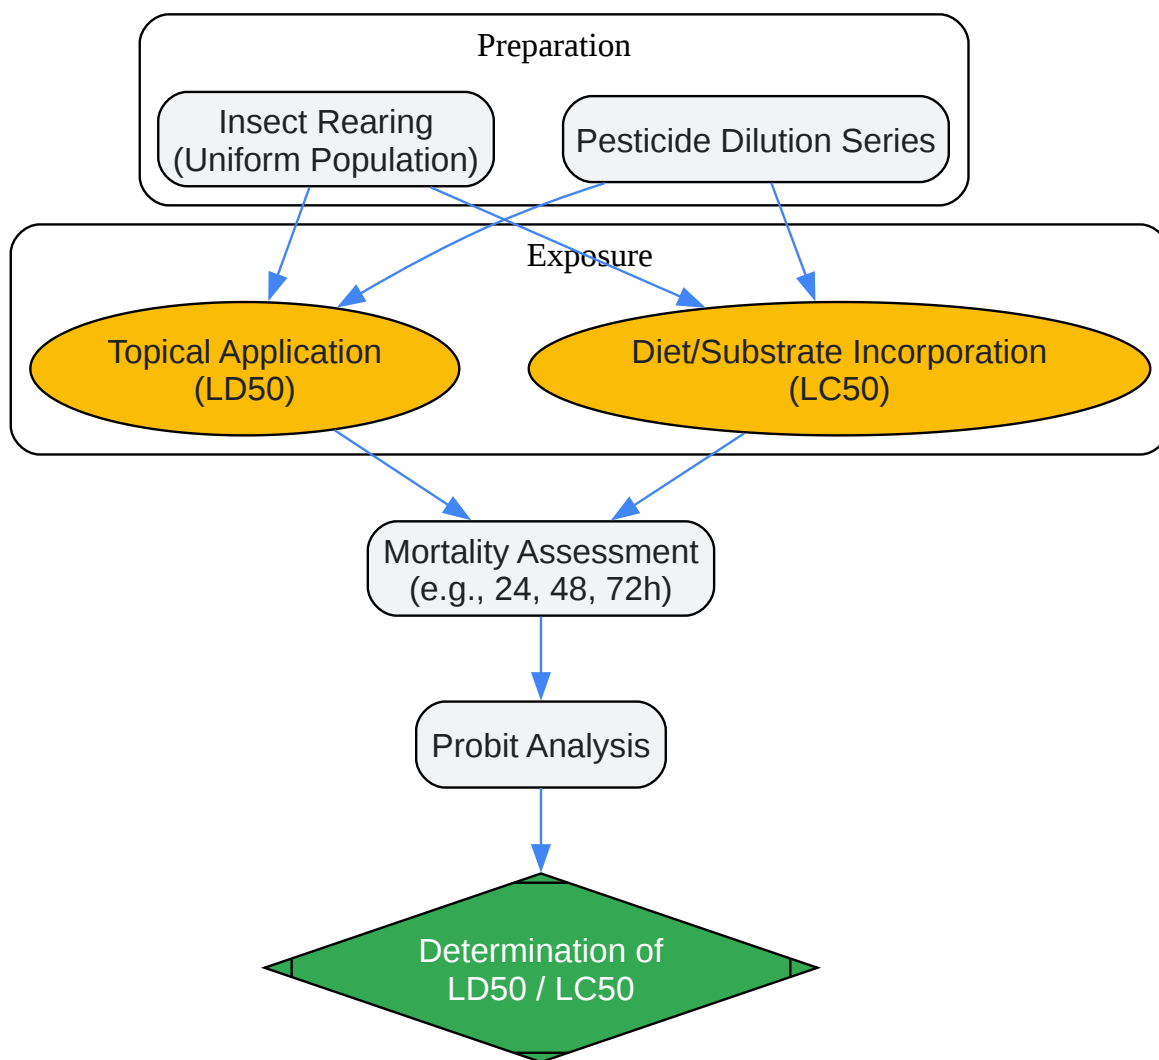 Preparation
Insect Rearing
(Uniform Population)
Pesticide Dilution Series
Exposure
Topical Application
(LD50)
Diet/Substrate Incorporation
(LC50)
Mortality Assessment
(e.g., 24, 48, 72h)
Probit Analysis
Determination of
LD50 / LC50